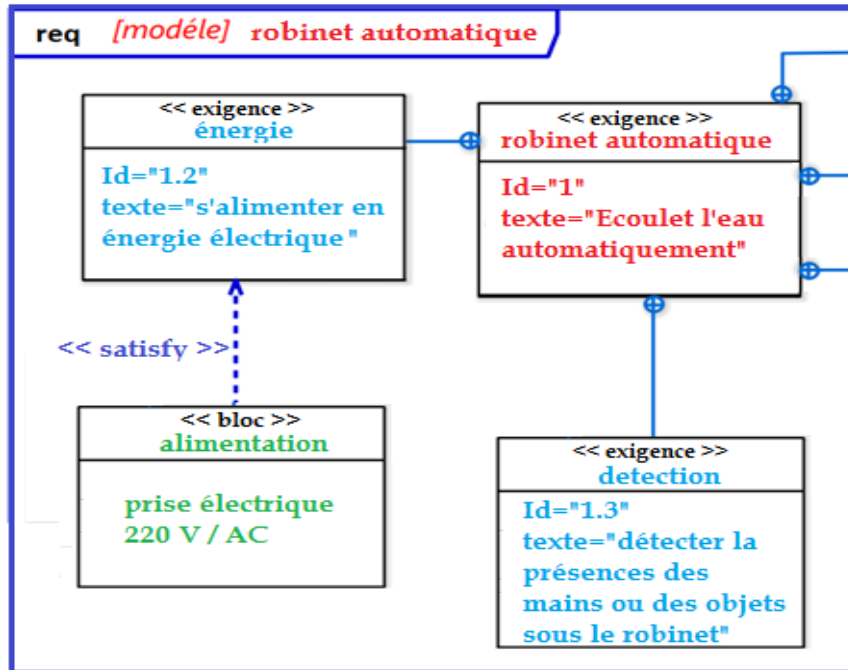 req [modéle] robinet automatique
<< exigence >>
énergie
Id="1.2"
texte="s'alimenter en
énergie électrique "
<< exigence >>
robinet automatique
Id="1"
texte="Ecoulet l'eau
automatiquement"
<< satisfy >>
<< bloc >>
alimentation
prise électrique
220 V / AC
<< exigence >>
detection
Id="1.3"
texte="détecter la
présences des
mains ou des objets
sous le robinet"